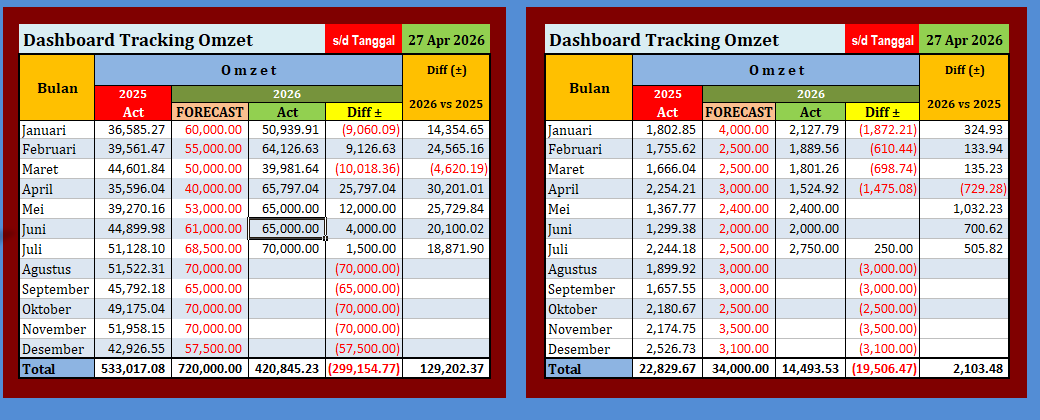 Dashboard Tracking Omzet s/d Tanggal 27 Apr 2026
Bulan O m z e t Diff (±)
2025 2026 2026 vs 2025
Act FORECAST Act Diff ±
Januari 36,585.27 60,000.00 50,939.91 (9,060.09) 14,354.65
Februari 39,561.47 55,000.00 64,126.63 9,126.63 24,565.16
Maret 44,601.84 50,000.00 39,981.64 (10,018.36) (4,620.19)
April 35,596.04 40,000.00 65,797.04 25,797.04 30,201.01
Mei 39,270.16 53,000.00 65,000.00 12,000.00 25,729.84
Juni 44,899.98 61,000.00 65,000.00 4,000.00 20,100.02
Juli 51,128.10 68,500.00 70,000.00 1,500.00 18,871.90
Agustus 51,522.31 70,000.00 (70,000.00)
September 45,792.18 65,000.00 (65,000.00)
Oktober 49,175.04 70,000.00 (70,000.00)
November 51,958.15 70,000.00 (70,000.00)
Desember 42,926.55 57,500.00 (57,500.00)
Total 533,017.08 720,000.00 420,845.23 (299,154.77) 129,202.37
Dashboard Tracking Omzet s/d Tanggal 27 Apr 2026
Bulan O m z e t Diff (±)
2025 2026 2026 vs 2025
Act FORECAST Act Diff ±
Januari 1,802.85 4,000.00 2,127.79 (1,872.21) 324.93
Februari 1,755.62 2,500.00 1,889.56 (610.44) 133.94
Maret 1,666.04 2,500.00 1,801.26 (698.74) 135.23
April 2,254.21 3,000.00 1,524.92 (1,475.08) (729.28)
Mei 1,367.77 2,400.00 2,400.00 1,032.23
Juni 1,299.38 2,000.00 2,000.00 700.62
Juli 2,244.18 2,500.00 2,750.00 250.00 505.82
Agustus 1,899.92 3,000.00 (3,000.00)
September 1,657.55 3,000.00 (3,000.00)
Oktober 2,180.67 2,500.00 (2,500.00)
November 2,174.75 3,500.00 (3,500.00)
Desember 2,526.73 3,100.00 (3,100.00)
Total 22,829.67 34,000.00 14,493.53 (19,506.47) 2,103.48